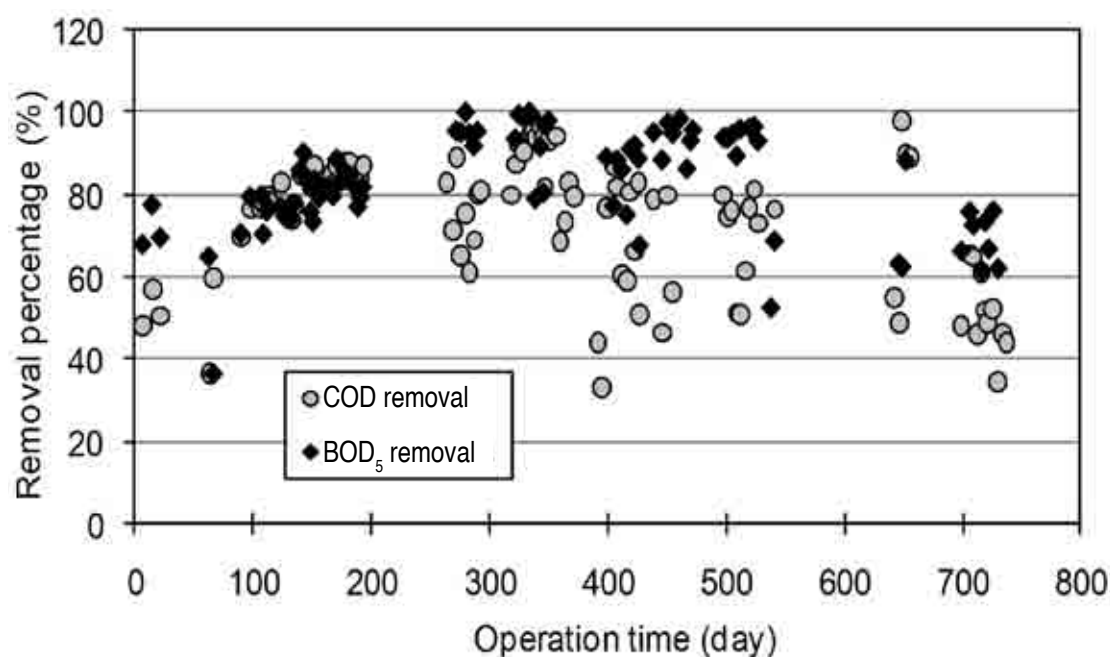 120
100
80
60
40
20
0
Removal percentage (%)
COD removal
BOD₅ removal
0 100 200 300 400 500 600 700 800
Operation time (day)